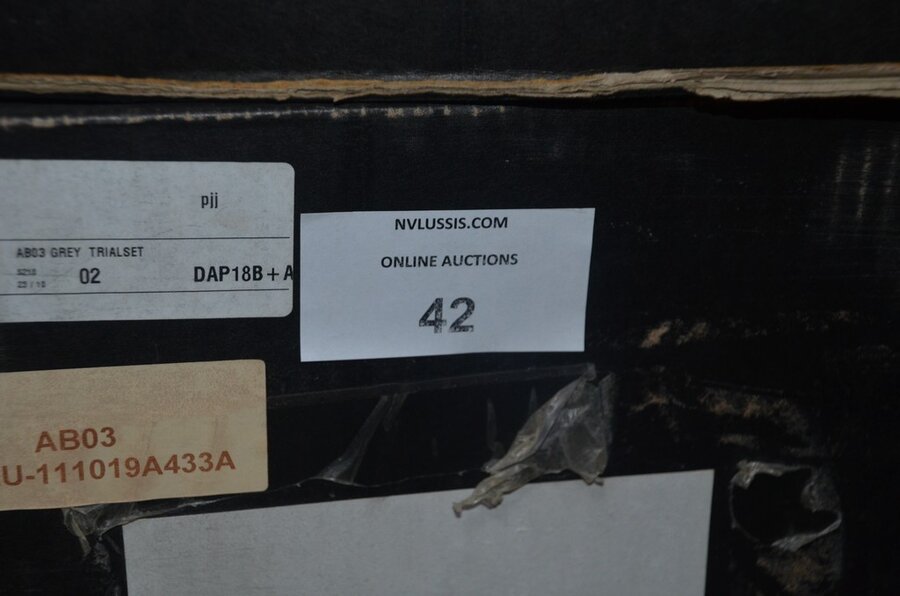 pjj
AB03 GREY TRIALSET
02
DAP18B+A
NVLUSSIS.COM
ONLINE AUCTIONS
42
AB03
U-111019A433A